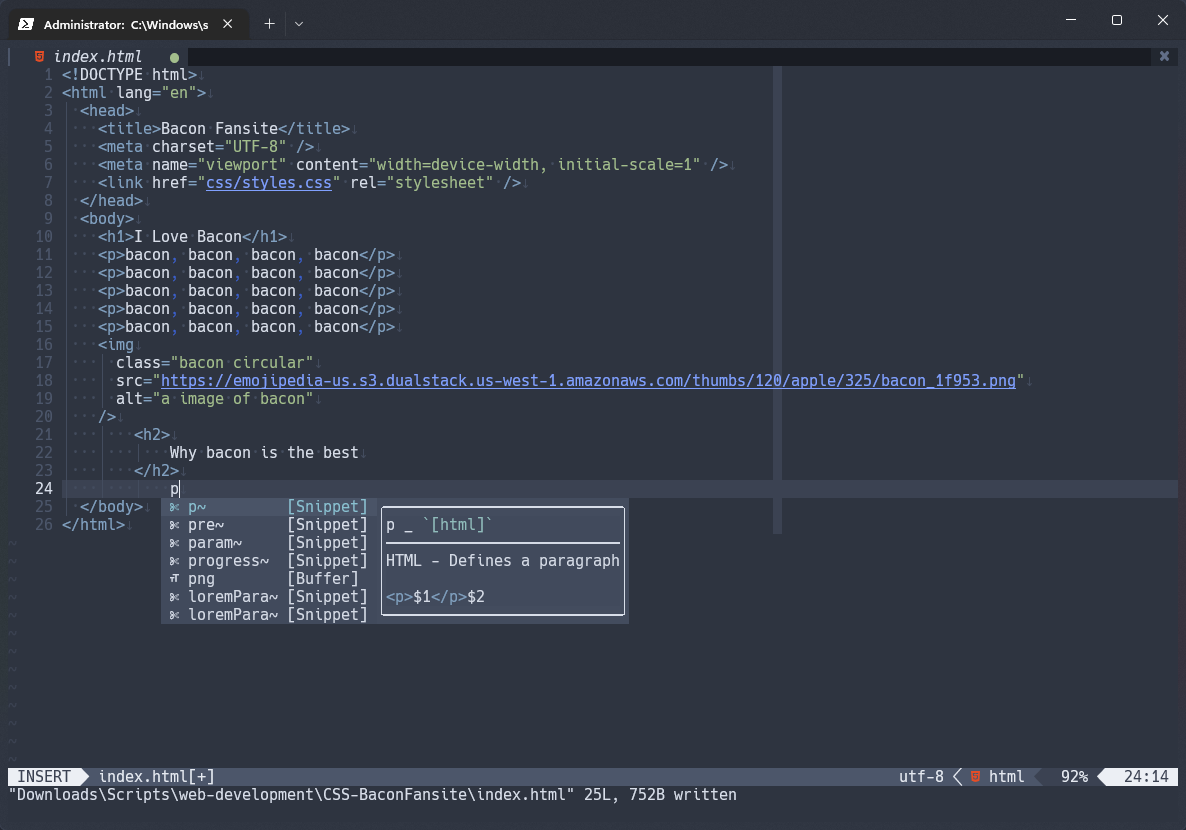 Administrator: C:\Windows\s
index.html
1 <!DOCTYPE html>
2 <html lang="en">
3 <head>
4 <title>Bacon Fansite</title>
5 <meta charset="UTF-8" />
6 <meta name="viewport" content="width=device-width, initial-scale=1" />
7 <link href="css/styles.css" rel="stylesheet" />
8 </head>
9 <body>
10 <h1>I Love Bacon</h1>
11 <p>bacon, bacon, bacon, bacon</p>
12 <p>bacon, bacon, bacon, bacon</p>
13 <p>bacon, bacon, bacon, bacon</p>
14 <p>bacon, bacon, bacon, bacon</p>
15 <p>bacon, bacon, bacon, bacon</p>
16 <img
17 class="bacon circular"
18 src="https://emojipedia-us.s3.dualstack.us-west-1.amazonaws.com/thumbs/120/apple/325/bacon_1f953.png"
19 alt="a image of bacon"
20 />
21 <h2>
22 Why bacon is the best
23 </h2>
24 p
25 </body>
26 </html>
p~ [Snippet]
pre~ [Snippet]
param~ [Snippet]
progress~ [Snippet]
png [Buffer]
loremPara~ [Snippet]
loremPara~ [Snippet]
p _ `[html]`
HTML - Defines a paragraph
<p>$1</p>$2
INSERT index.html[+] utf-8 html 92% 24:14
"Downloads\Scripts\web-development\CSS-BaconFansite\index.html" 25L, 752B written